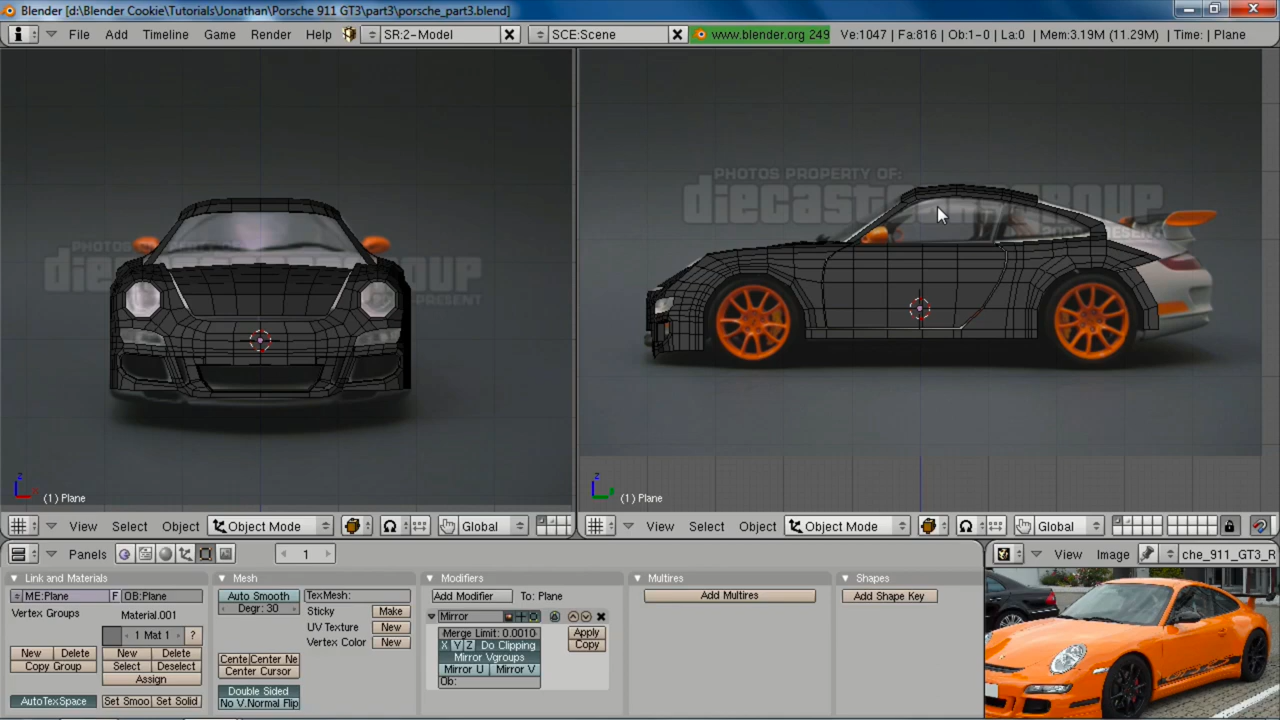 Blender [d:\Blender Cookie\Tutorials\Jonathan\Porsche 911 GT3\part3\porsche_part3.blend]
File Add Timeline Game Render Help SR:2-Model SCE:Scene www.blender.org 249 Ve:1047 | Fa:816 | Ob:1-0 | La:0 | Mem:3.19M (11.29M) | Time: | Plane
PHOTOS PROPERTY OF:
z
(1) Plane
z
(1) Plane
View Select Object Object Mode Global
View Select Object Object Mode Global
Panels 1
View Image che_911_GT3_R
Link and Materials
ME:Plane F OB:Plane
Vertex Groups
Material.001
1 Mat 1 ?
New Delete New Delete
Copy Group Select Deselect
Assign
AutoTexSpace Set Smoo Set Solid
Mesh
Auto Smooth
Degr: 30
TexMesh:
Sticky Make
UV Texture New
Vertex Color New
Cente Center Ne
Center Cursor
Double Sided
No V.Normal Flip
Modifiers
Add Modifier To: Plane
Mirror
Merge Limit: 0.0010 Apply
X Y Z Do Clipping Copy
Mirror Vgroups
Mirror U Mirror V
Ob:
Multires
Add Multires
Shapes
Add Shape Key